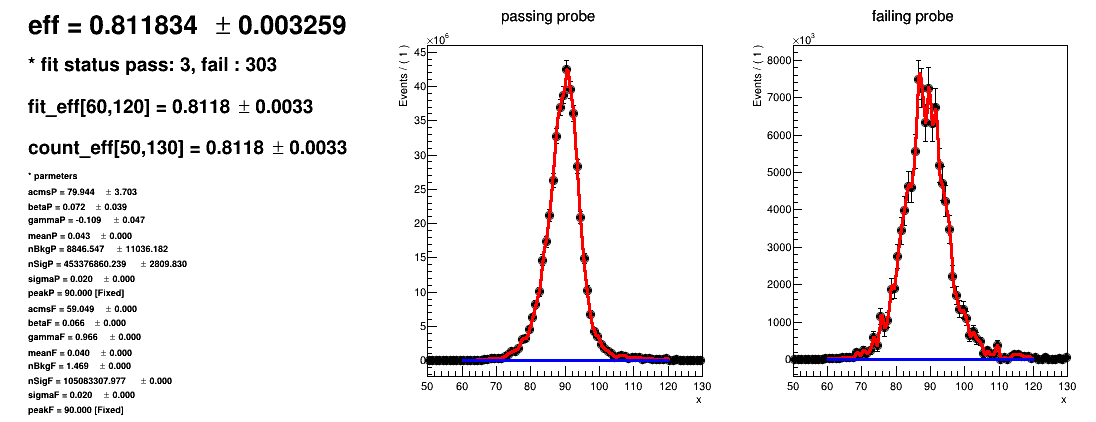 eff = 0.811834 ± 0.003259
* fit status pass: 3, fail : 303
fit_eff[60,120] = 0.8118 ± 0.0033
count_eff[50,130] = 0.8118 ± 0.0033
* parmeters
acmsP = 79.944 ± 3.703
betaP = 0.072 ± 0.039
gammaP = -0.109 ± 0.047
meanP = 0.043 ± 0.000
nBkgP = 8846.547 ± 11036.182
nSigP = 453376860.239 ± 2809.830
sigmaP = 0.020 ± 0.000
peakP = 90.000 [Fixed]
acmsF = 59.049 ± 0.000
betaF = 0.066 ± 0.000
gammaF = 0.966 ± 0.000
meanF = 0.040 ± 0.000
nBkgF = 1.469 ± 0.000
nSigF = 105083307.977 ± 0.000
sigmaF = 0.020 ± 0.000
peakF = 90.000 [Fixed]
passing probe
×10⁶
Events / ( 1 )
45
40
35
30
25
20
15
10
5
0
50 60 70 80 90 100 110 120 130
x
failing probe
×10³
Events / ( 1 )
8000
7000
6000
5000
4000
3000
2000
1000
0
50 60 70 80 90 100 110 120 130
x